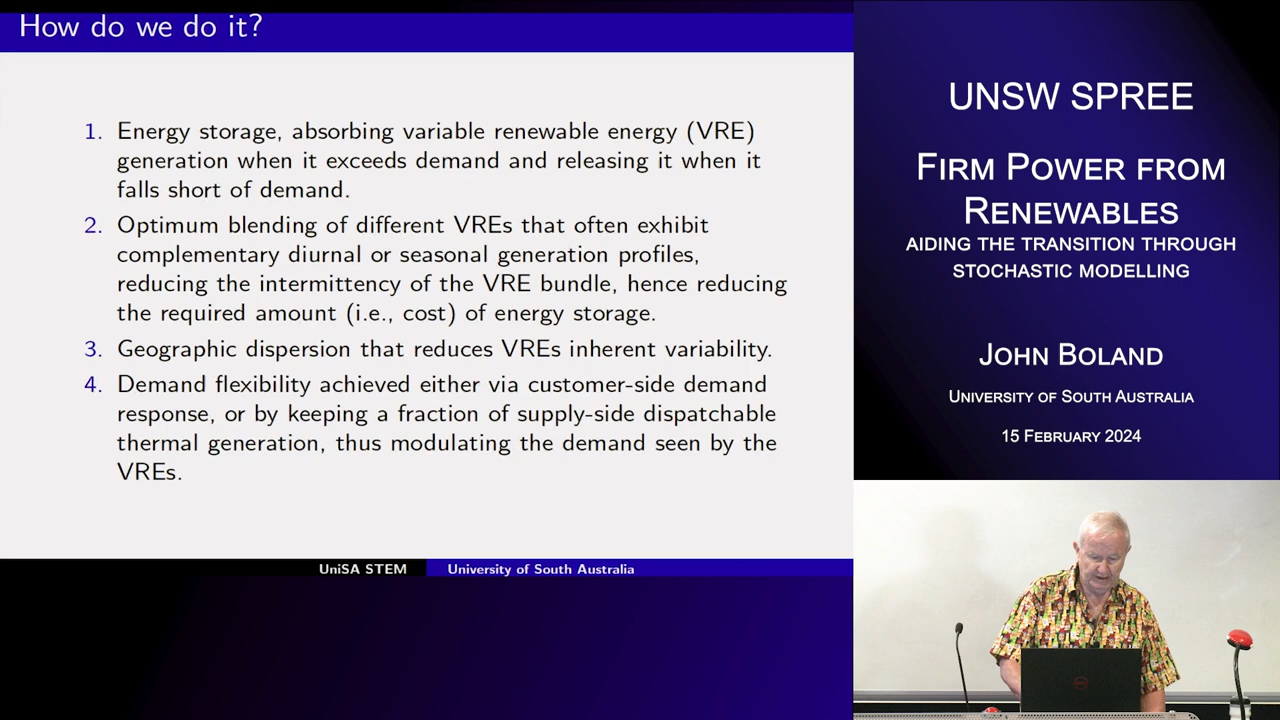 How do we do it?
1. Energy storage, absorbing variable renewable energy (VRE)
generation when it exceeds demand and releasing it when it
falls short of demand.
2. Optimum blending of different VREs that often exhibit
complementary diurnal or seasonal generation profiles,
reducing the intermittency of the VRE bundle, hence reducing
the required amount (i.e., cost) of energy storage.
3. Geographic dispersion that reduces VREs inherent variability.
4. Demand flexibility achieved either via customer-side demand
response, or by keeping a fraction of supply-side dispatchable
thermal generation, thus modulating the demand seen by the
VREs.
UniSA STEM
University of South Australia
UNSW SPREE
FIRM POWER FROM
RENEWABLES
AIDING THE TRANSITION THROUGH
STOCHASTIC MODELLING
JOHN BOLAND
UNIVERSITY OF SOUTH AUSTRALIA
15 FEBRUARY 2024
DELL